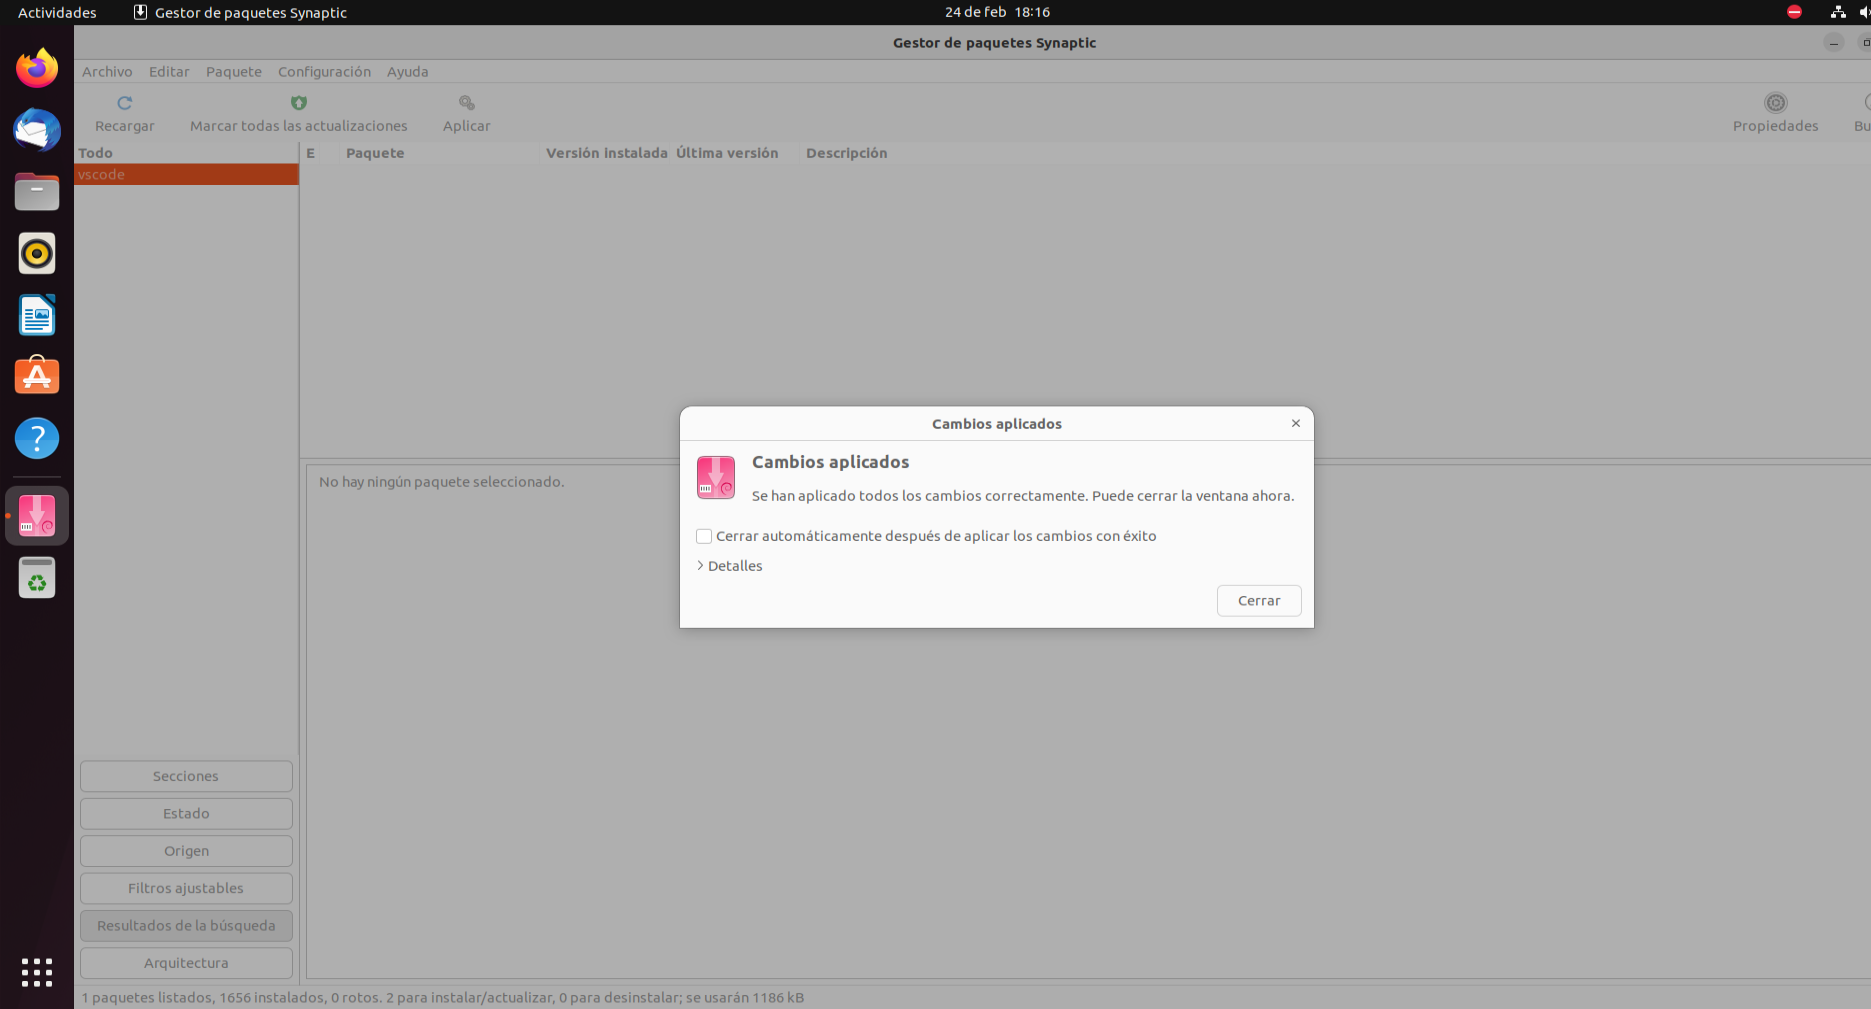 Actividades Gestor de paquetes Synaptic 24 de feb 18:16
Gestor de paquetes Synaptic
Archivo Editar Paquete Configuración Ayuda
Recargar Marcar todas las actualizaciones Aplicar Propiedades Bu
Todo E Paquete Versión instalada Última versión Descripción
vscode
Cambios aplicados
Cambios aplicados
No hay ningún paquete seleccionado.
Se han aplicado todos los cambios correctamente. Puede cerrar la ventana ahora.
Cerrar automáticamente después de aplicar los cambios con éxito
Detalles
Cerrar
Secciones
Estado
Origen
Filtros ajustables
Resultados de la búsqueda
Arquitectura
1 paquetes listados, 1656 instalados, 0 rotos. 2 para instalar/actualizar, 0 para desinstalar; se usarán 1186 kB